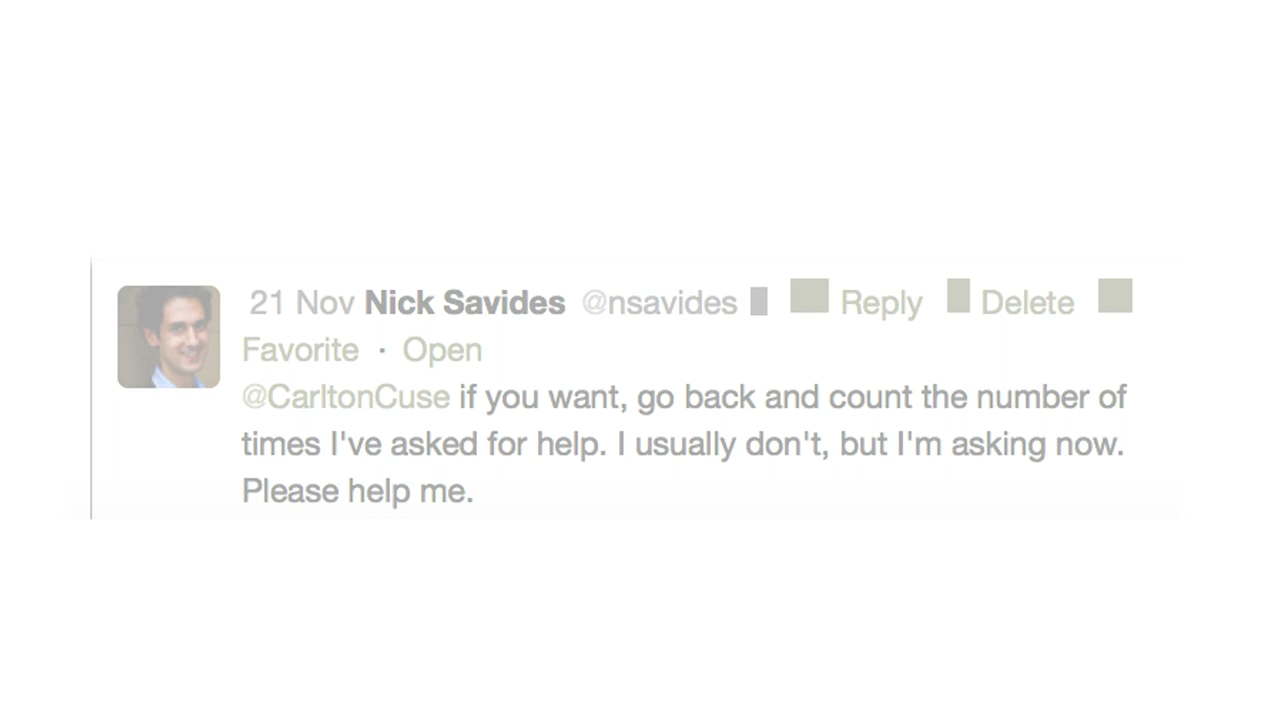 21 Nov Nick Savides @nsavides Reply Delete
Favorite · Open
@CarltonCuse if you want, go back and count the number of
times I've asked for help. I usually don't, but I'm asking now.
Please help me.